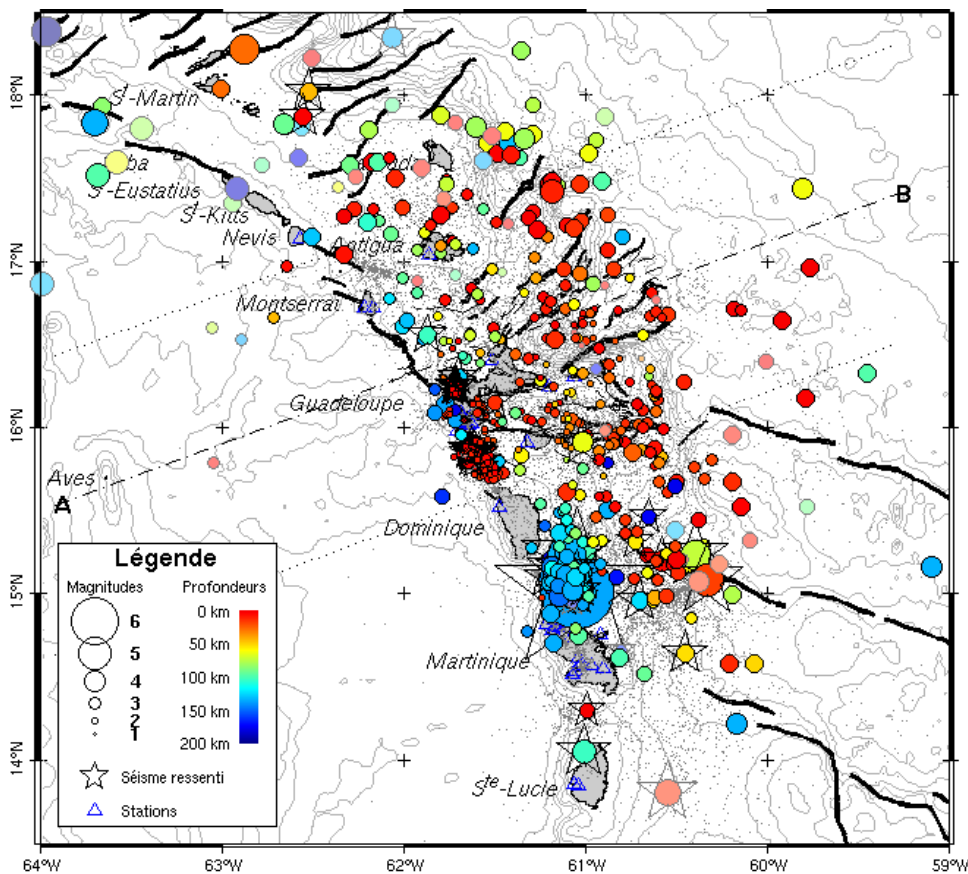 18°N
17°N
16°N
15°N
14°N
64°W
63°W
62°W
61°W
60°W
59°W
Sᵗ-Martin
ba
Sᵗ-Eustatius
Sᵗ-Kitts
Nevis
Antigua
Montserrat
Guadeloupe
Aves
A
B
Dominique
Martinique
Sᵗᵉ-Lucie
Légende
Magnitudes
Profondeurs
6
5
4
3
2
1
0 km
50 km
100 km
150 km
200 km
Séisme ressenti
Stations